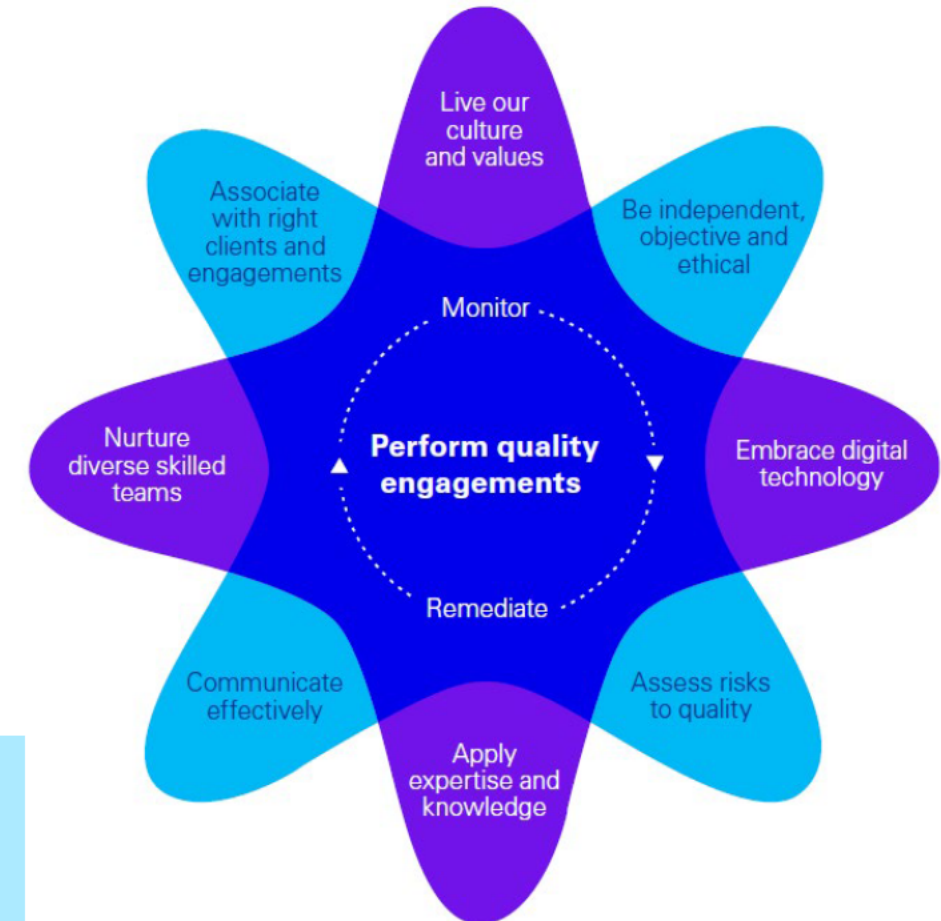 Live our
culture
and values
Be independent,
objective and
ethical
Embrace digital
technology
Assess risks
to quality
Apply
expertise and
knowledge
Communicate
effectively
Nurture
diverse skilled
teams
Associate
with right
clients and
engagements
Monitor
Perform quality
engagements
Remediate